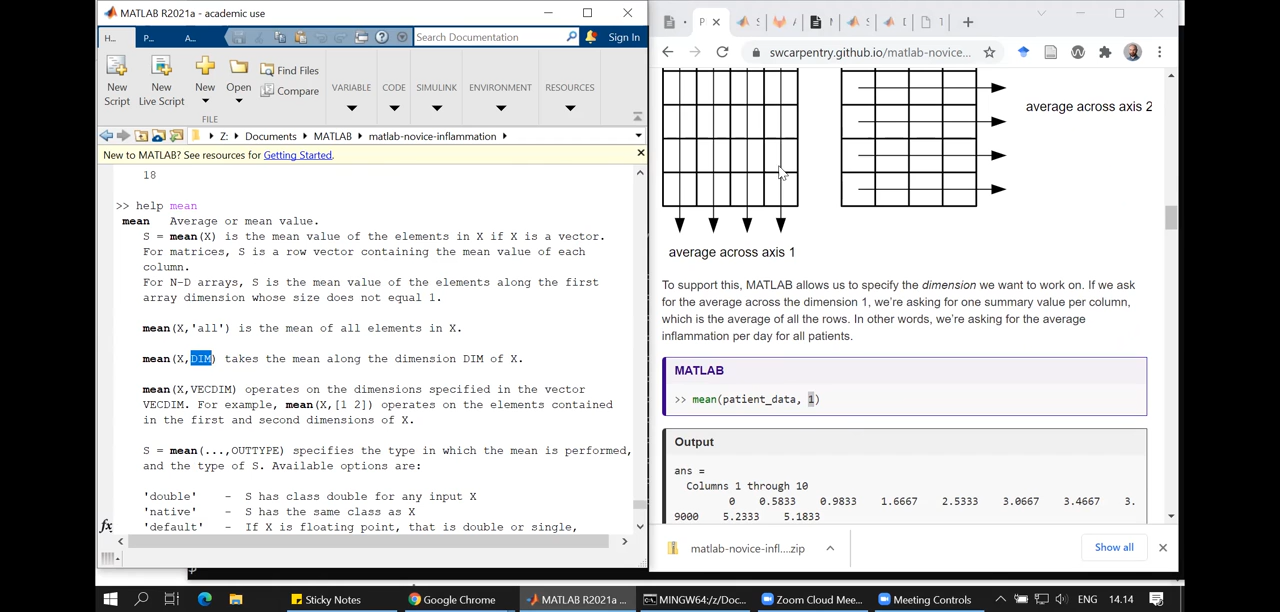 MATLAB R2021a - academic use
H... P... A... Search Documentation Sign In
New Script
New Live Script
New
Open
Find Files
Compare
FILE
VARIABLE
CODE
SIMULINK
ENVIRONMENT
RESOURCES
Z: Documents MATLAB matlab-novice-inflammation
New to MATLAB? See resources for Getting Started.
18
>> help mean
mean Average or mean value.
S = mean(X) is the mean value of the elements in X if X is a vector.
For matrices, S is a row vector containing the mean value of each
column.
For N-D arrays, S is the mean value of the elements along the first
array dimension whose size does not equal 1.
mean(X,'all') is the mean of all elements in X.
mean(X,DIM) takes the mean along the dimension DIM of X.
mean(X,VECDIM) operates on the dimensions specified in the vector
VECDIM. For example, mean(X,[1 2]) operates on the elements contained
in the first and second dimensions of X.
S = mean(...,OUTTYPE) specifies the type in which the mean is performed,
and the type of S. Available options are:
'double' - S has class double for any input X
'native' - S has the same class as X
'default' - If X is floating point, that is double or single,
fx
swcarpentry.github.io/matlab-novice...
average across axis 2
average across axis 1
To support this, MATLAB allows us to specify the dimension we want to work on. If we ask
for the average across the dimension 1, we're asking for one summary value per column,
which is the average of all the rows. In other words, we're asking for the average
inflammation per day for all patients.
MATLAB
>> mean(patient_data, 1)
Output
ans =
Columns 1 through 10
0 0.5833 0.9833 1.6667 2.5333 3.0667 3.4667 3.
9000 5.2333 5.1833
matlab-novice-infl....zip
Show all
Sticky Notes
Google Chrome
MATLAB R2021a ...
MINGW64:/z/Doc...
Zoom Cloud Mee...
Meeting Controls
ENG 14.14